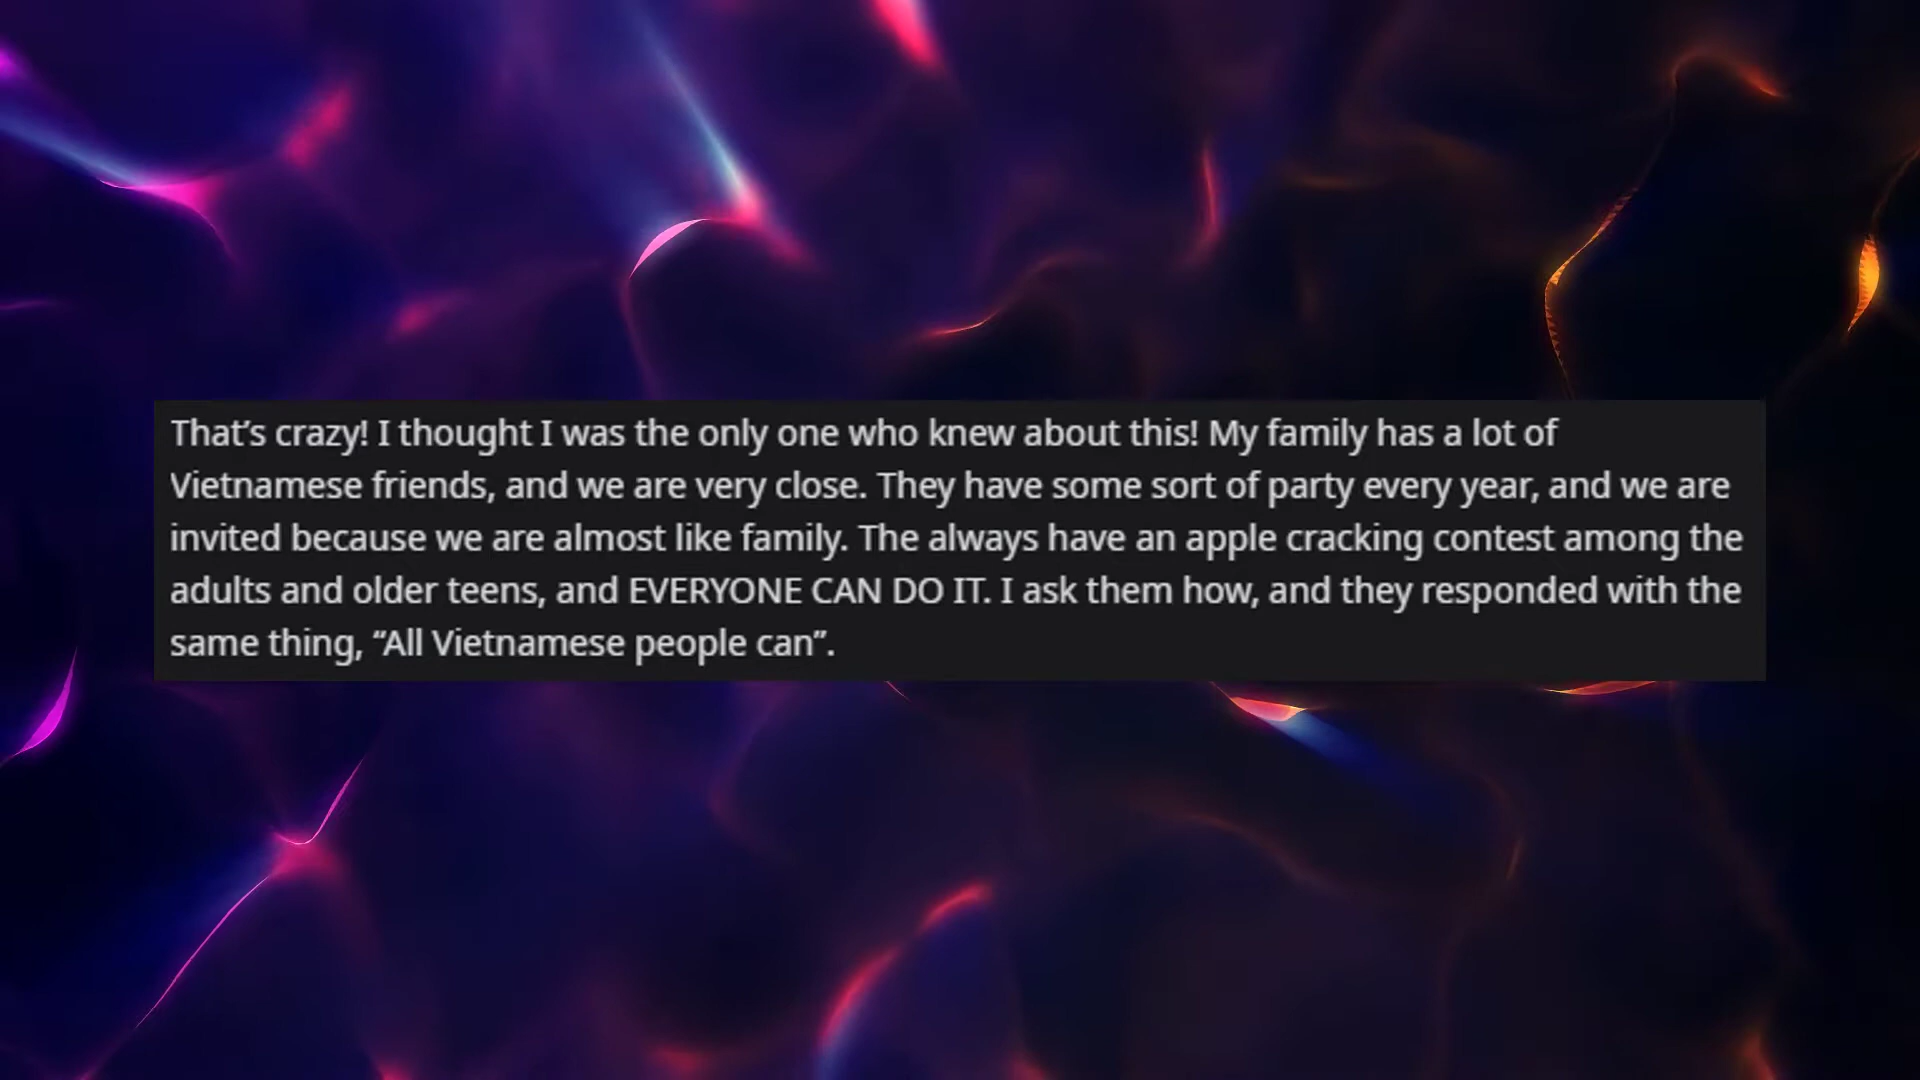 That’s crazy! I thought I was the only one who knew about this! My family has a lot of
Vietnamese friends, and we are very close. They have some sort of party every year, and we are
invited because we are almost like family. The always have an apple cracking contest among the
adults and older teens, and EVERYONE CAN DO IT. I ask them how, and they responded with the
same thing, “All Vietnamese people can”.